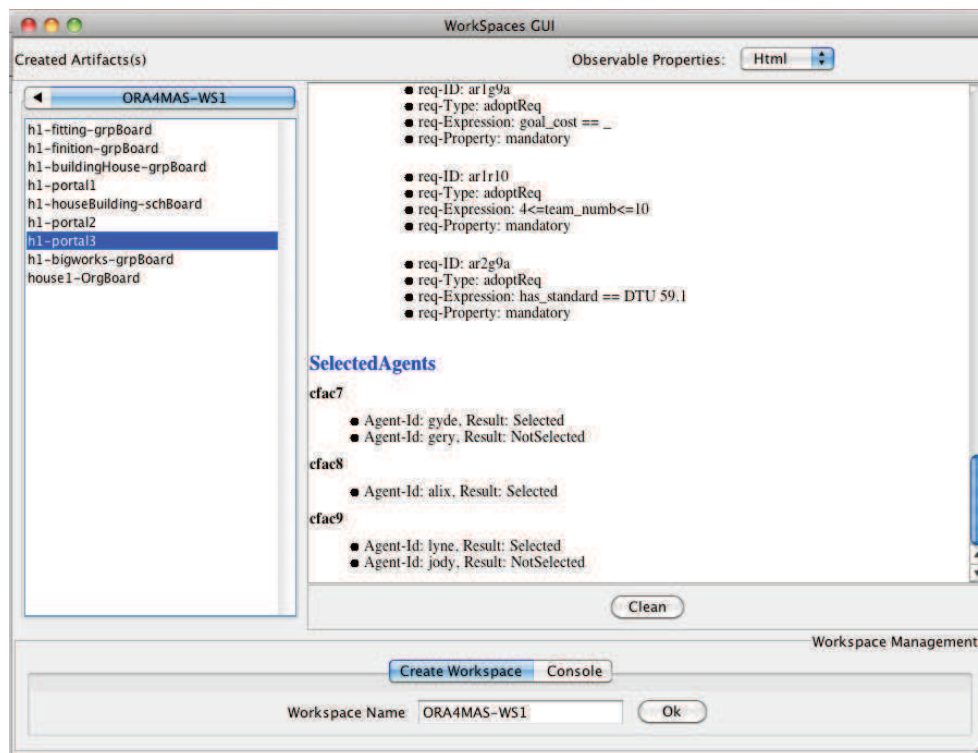 WorkSpaces GUI
Created Artifacts(s)
Observable Properties: Html
ORA4MAS-WS1
h1-fitting-grpBoard
h1-finition-grpBoard
h1-buildingHouse-grpBoard
h1-portal1
h1-houseBuilding-schBoard
h1-portal2
h1-portal3
h1-bigworks-grpBoard
house1-OrgBoard
req-ID: ar1g9a
req-Type: adoptReq
req-Expression: goal_cost == _
req-Property: mandatory
req-ID: ar1r10
req-Type: adoptReq
req-Expression: 4<=team_numb<=10
req-Property: mandatory
req-ID: ar2g9a
req-Type: adoptReq
req-Expression: has_standard == DTU 59.1
req-Property: mandatory
SelectedAgents
cfac7
Agent-Id: gyde, Result: Selected
Agent-Id: gery, Result: NotSelected
cfac8
Agent-Id: alix, Result: Selected
cfac9
Agent-Id: lyne, Result: Selected
Agent-Id: jody, Result: NotSelected
Clean
Workspace Management
Create Workspace Console
Workspace Name ORA4MAS-WS1 Ok